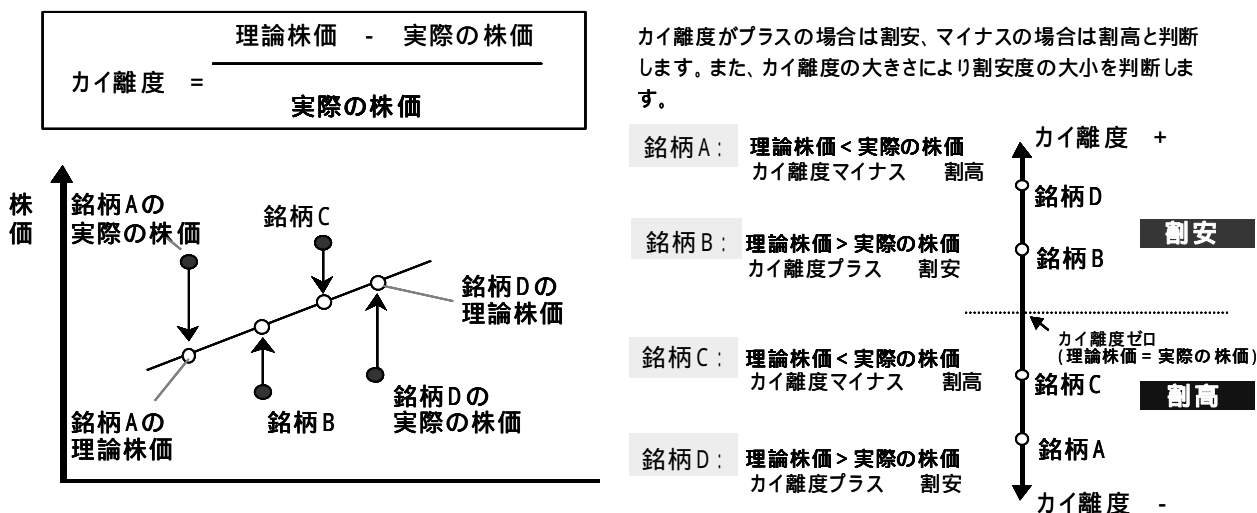 理論株価 - 実際の株価
カイ離度 =
実際の株価
カイ離度がプラスの場合は割安、マイナスの場合は割高と判断
します。また、カイ離度の大きさにより割安度の大小を判断しま
す。
株
価
銘柄Aの
実際の株価
銘柄C
銘柄Dの
理論株価
銘柄Aの
理論株価
銘柄B
銘柄Dの
実際の株価
銘柄A:
理論株価<実際の株価
カイ離度マイナス 割高
銘柄B:
理論株価>実際の株価
カイ離度プラス 割安
銘柄C:
理論株価<実際の株価
カイ離度マイナス 割高
銘柄D:
理論株価>実際の株価
カイ離度プラス 割安
カイ離度 +
銘柄D
割安
銘柄B
カイ離度ゼロ
(理論株価=実際の株価)
銘柄C
割高
銘柄A
カイ離度 -